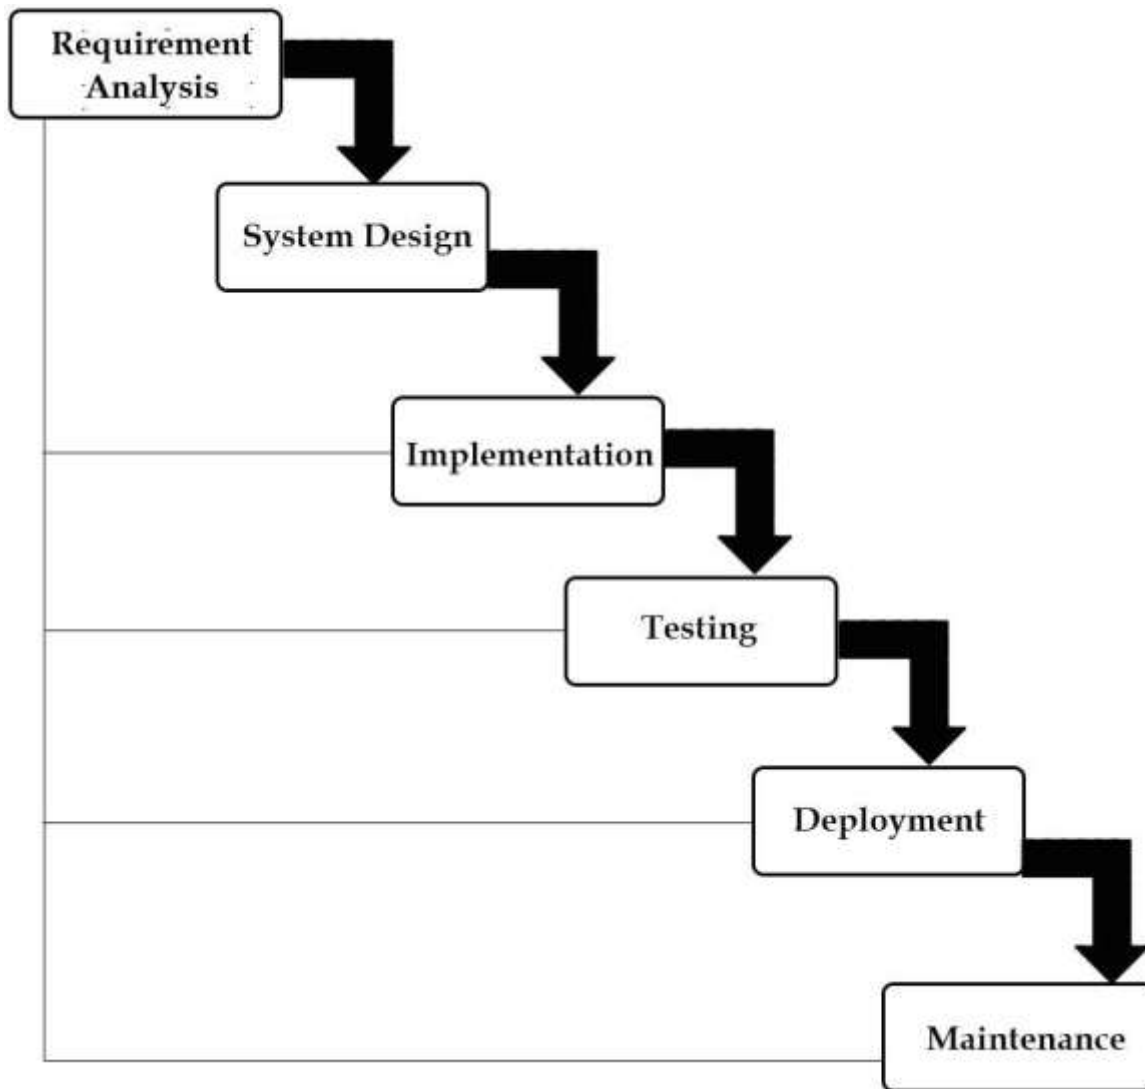 Requirement
Analysis
System Design
Implementation
Testing
Deployment
Maintenance